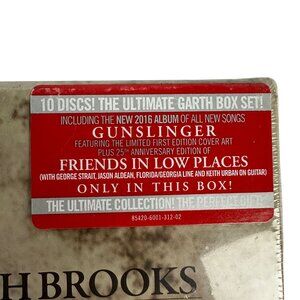 10 DISCS! THE ULTIMATE GARTH BOX SET!
INCLUDING THE NEW 2016 ALBUM OF ALL NEW SONGS
GUNSLINGER
FEATURING THE LIMITED FIRST EDITION COVER ART
PLUS 25TH ANNIVERSARY EDITION OF
FRIENDS IN LOW PLACES
(WITH GEORGE STRAIT, JASON ALDEAN, FLORIDA/GEORGIA LINE AND KEITH URBAN ON GUITAR)
ONLY IN THIS BOX!
THE ULTIMATE COLLECTION! THE PERFECT GIFT!
85420-6001-312-02
H BROOKS